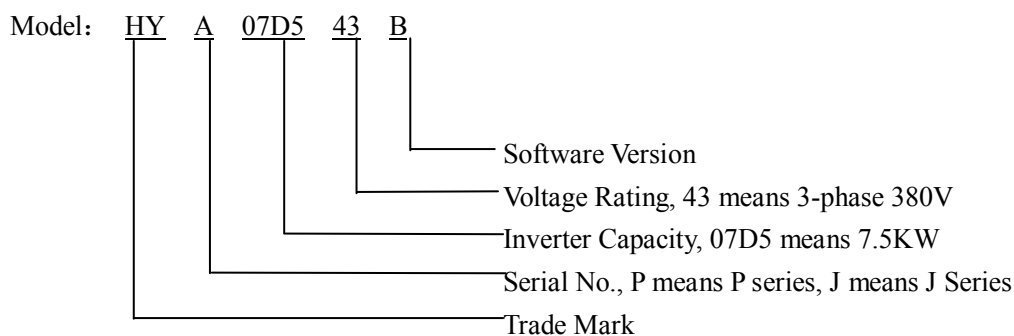 Model： HY A 07D5 43 B
Software Version
Voltage Rating, 43 means 3-phase 380V
Inverter Capacity, 07D5 means 7.5KW
Serial No., P means P series, J means J Series
Trade Mark